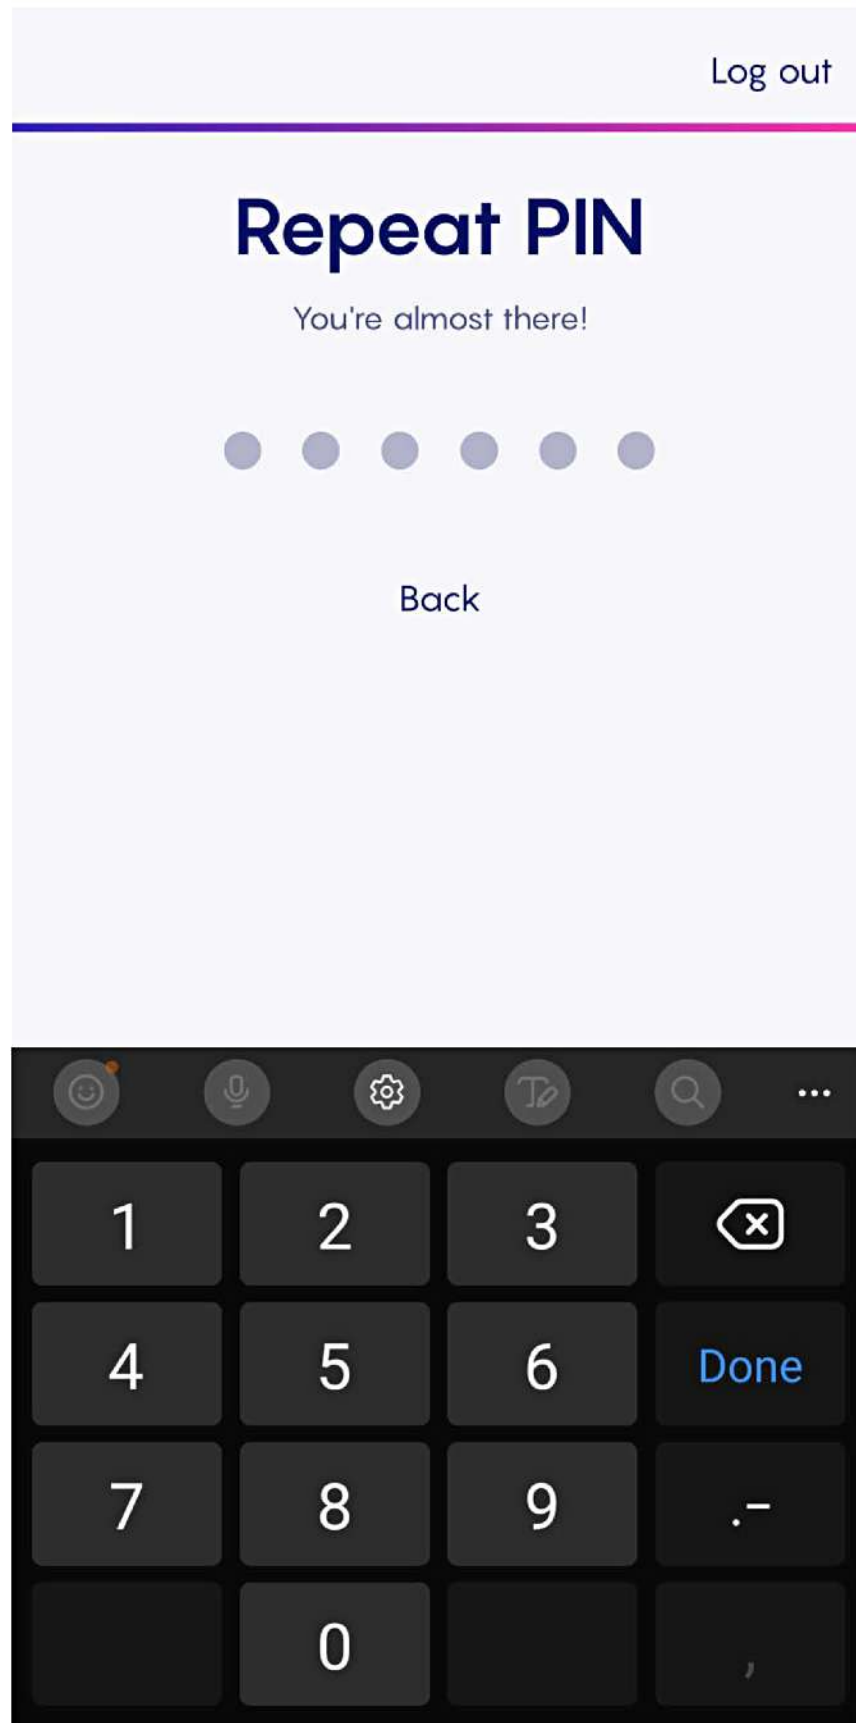 Log out
Repeat PIN
You're almost there!
Back
1 2 3
4 5 6 Done
7 8 9 .-
0 ,